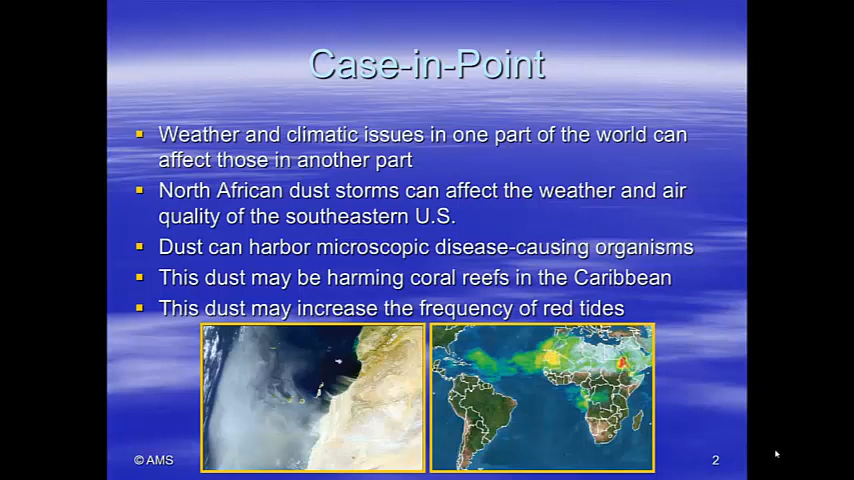 Case-in-Point
Weather and climatic issues in one part of the world can
affect those in another part
North African dust storms can affect the weather and air
quality of the southeastern U.S.
Dust can harbor microscopic disease-causing organisms
This dust may be harming coral reefs in the Caribbean
This dust may increase the frequency of red tides
© AMS
2